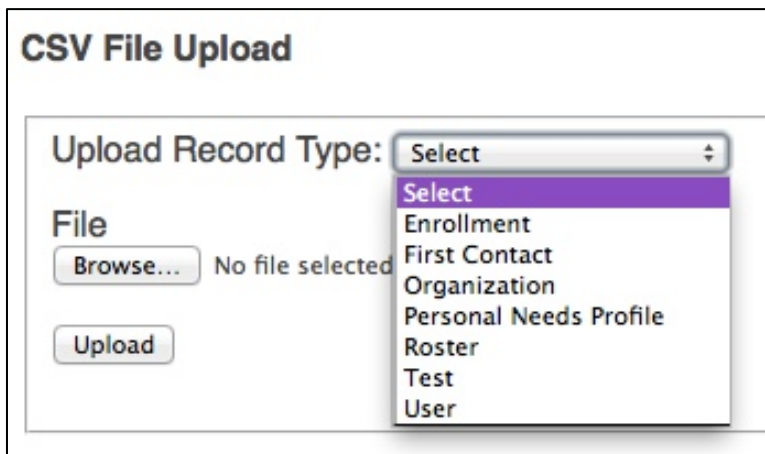 CSV File Upload
Upload Record Type: Select
Select
File
Enrollment
First Contact
Browse... No file selected
Organization
Personal Needs Profile
Upload
Roster
Test
User